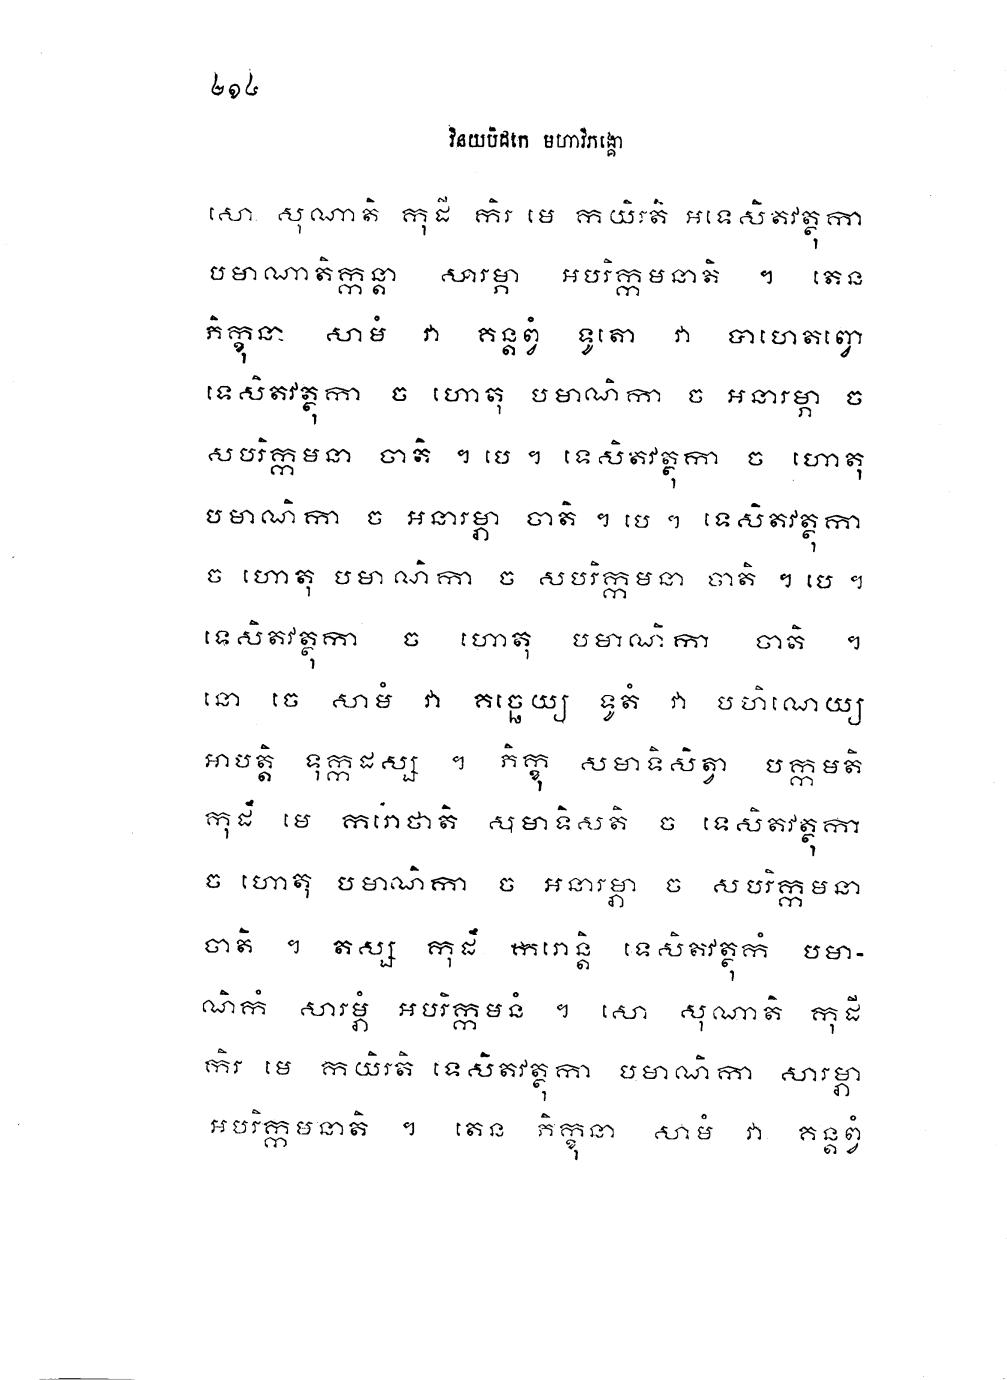 ២១៤
វិនយបិដកេ មហាវិភង្គោ
សោ សុណាតិ កុដី កិរ មេ កយិរតិ អទេសិតវត្ថុកា
បមាណាតិក្កន្តា សារម្ភា អបរិក្កមនាតិ ។ តេន
ភិក្ខុនា សាមំ វា គន្តព្វំ ទូតោ វា បាហេតព្វោ
ទេសិតវត្ថុកា ច ហោតុ បមាណិកា ច អនារម្ភា ច
សបរិក្កមនា ចាតិ ។ បេ ។ ទេសិតវត្ថុកា ច ហោតុ
បមាណិកា ច អនារម្ភា ចាតិ ។ បេ ។ ទេសិតវត្ថុកា
ច ហោតុ បមាណិកា ច សបរិក្កមនា ចាតិ ។ បេ ។
ទេសិតវត្ថុកា ច ហោតុ បមាណិកា ចាតិ ។
នោ ចេ សាមំ វា គច្ឆេយ្យ ទូតំ វា បហិណេយ្យ
អាបត្តិ ទុក្កដស្ស ។ ភិក្ខុ សមាទិសិត្វា បក្កមតិ
កុដឹ មេ ករោថាតិ សមាទិសតិ ច ទេសិតវត្ថុកា
ច ហោតុ បមាណិកា ច អនារម្ភា ច សបរិក្កមនា
ចាតិ ។ តស្ស កុដឹ ករោន្តិ ទេសិតវត្ថុកំ បមា-
ណិកំ សារម្ភំ អបរិក្កមនំ ។ សោ សុណាតិ កុដី
កិរ មេ កយិរតិ ទេសិតវត្ថុកា បមាណិកា សារម្ភា
អបរិក្កមនាតិ ។ តេន ភិក្ខុនា សាមំ វា គន្តព្វំ